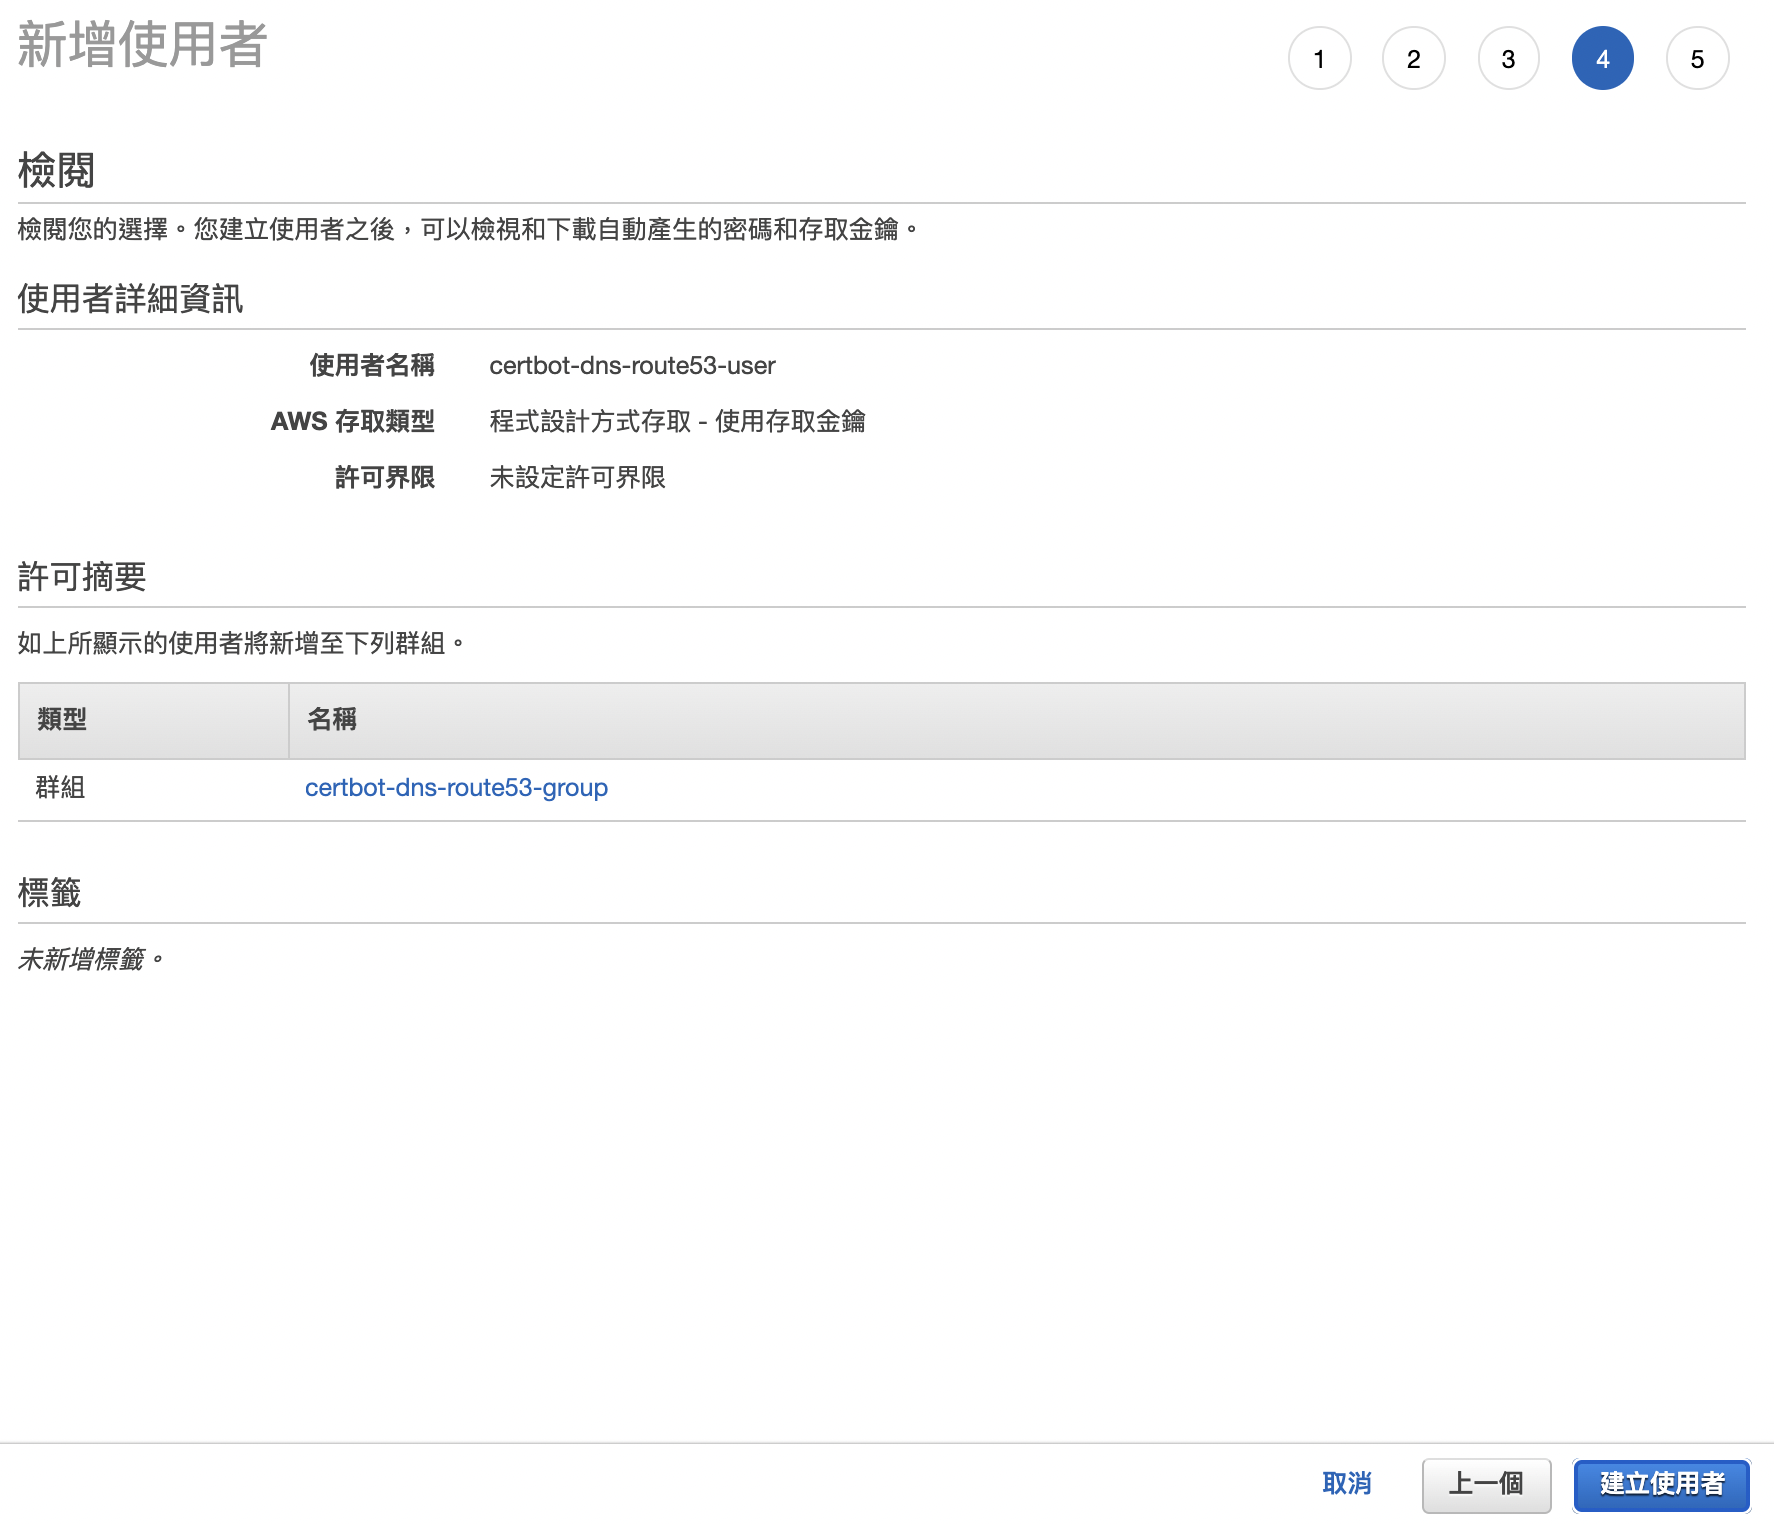 新增使用者
1 2 3 4 5
檢閱
檢閱您的選擇。您建立使用者之後，可以檢視和下載自動產生的密碼和存取金鑰。
使用者詳細資訊
使用者名稱 certbot-dns-route53-user
AWS 存取類型 程式設計方式存取 - 使用存取金鑰
許可界限 未設定許可界限
許可摘要
如上所顯示的使用者將新增至下列群組。
類型 名稱
群組 certbot-dns-route53-group
標籤
未新增標籤。
取消 上一個 建立使用者